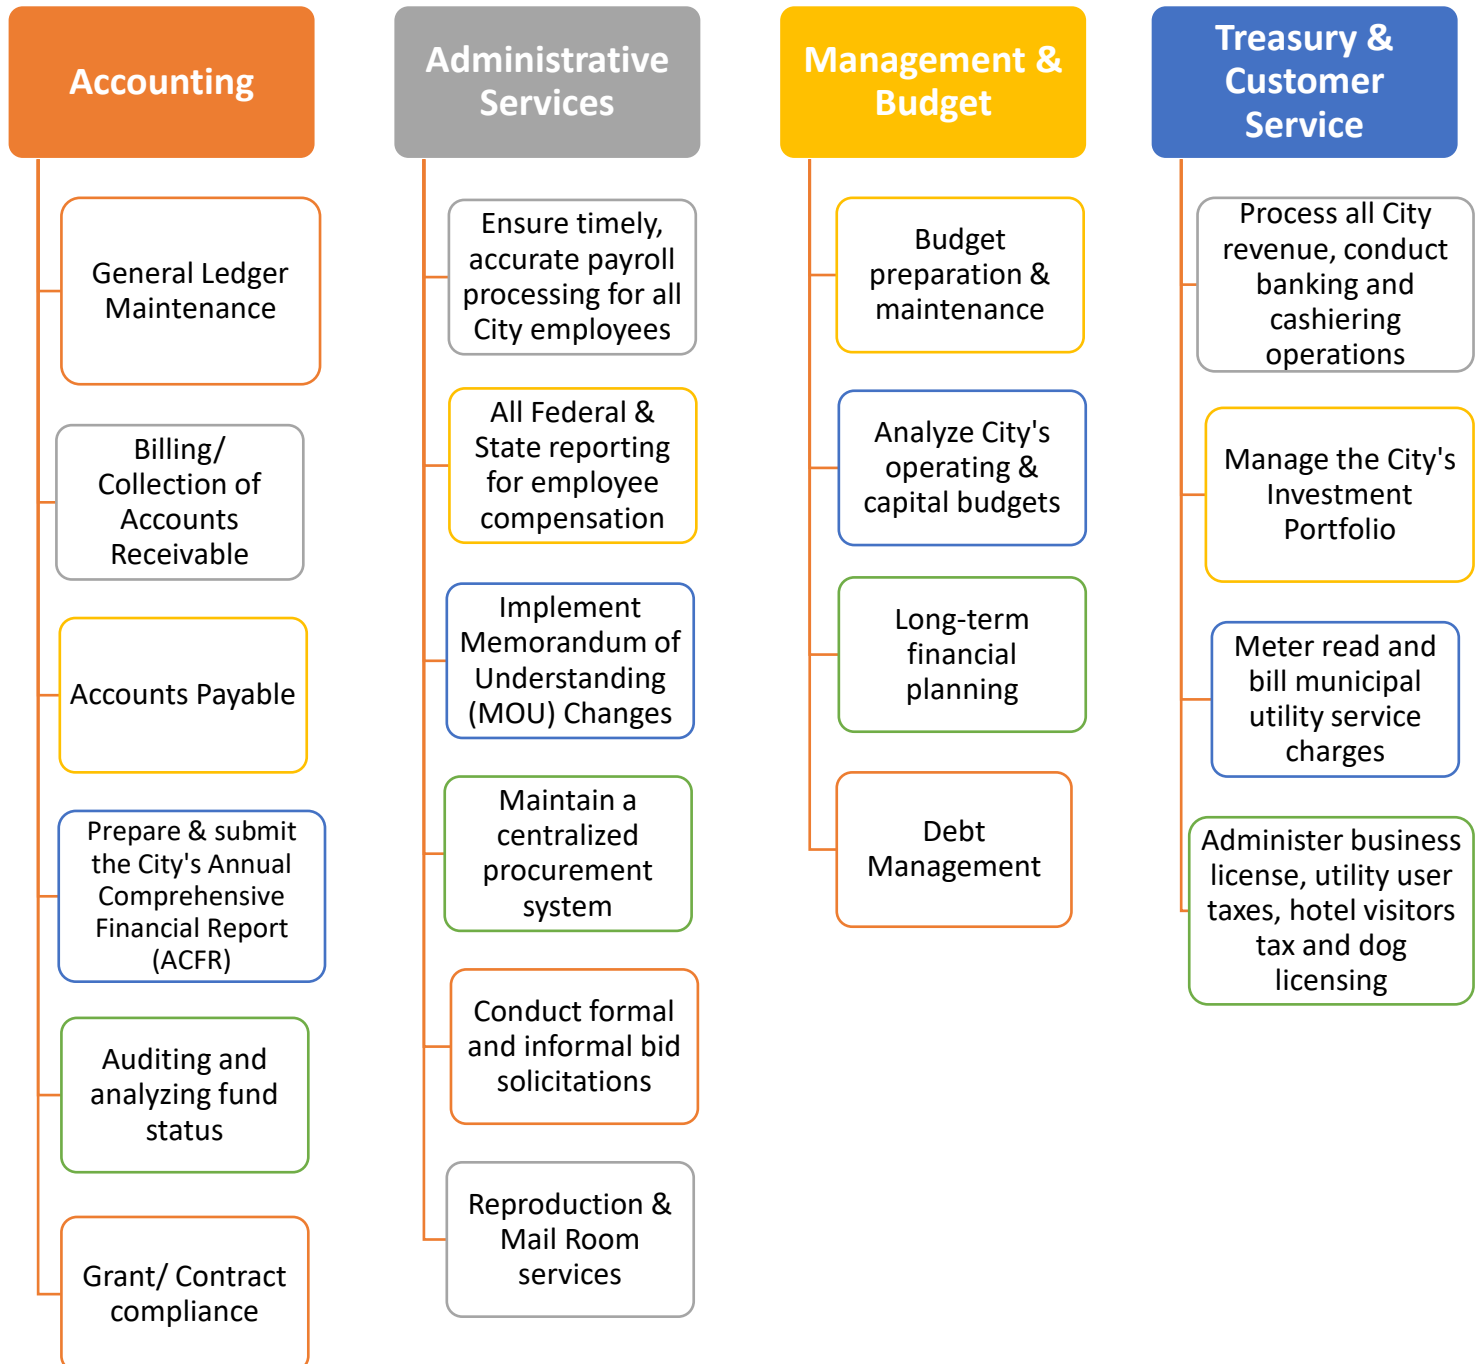 Accounting
General Ledger
Maintenance
Billing/
Collection of
Accounts
Receivable
Accounts Payable
Prepare & submit
the City's Annual
Comprehensive
Financial Report
(ACFR)
Auditing and
analyzing fund
status
Grant/ Contract
compliance
Administrative
Services
Ensure timely,
accurate payroll
processing for all
City employees
All Federal &
State reporting
for employee
compensation
Implement
Memorandum of
Understanding
(MOU) Changes
Maintain a
centralized
procurement
system
Conduct formal
and informal bid
solicitations
Reproduction &
Mail Room
services
Management &
Budget
Budget
preparation &
maintenance
Analyze City's
operating &
capital budgets
Long-term
financial
planning
Debt
Management
Treasury &
Customer
Service
Process all City
revenue, conduct
banking and
cashiering
operations
Manage the City's
Investment
Portfolio
Meter read and
bill municipal
utility service
charges
Administer business
license, utility user
taxes, hotel visitors
tax and dog
licensing